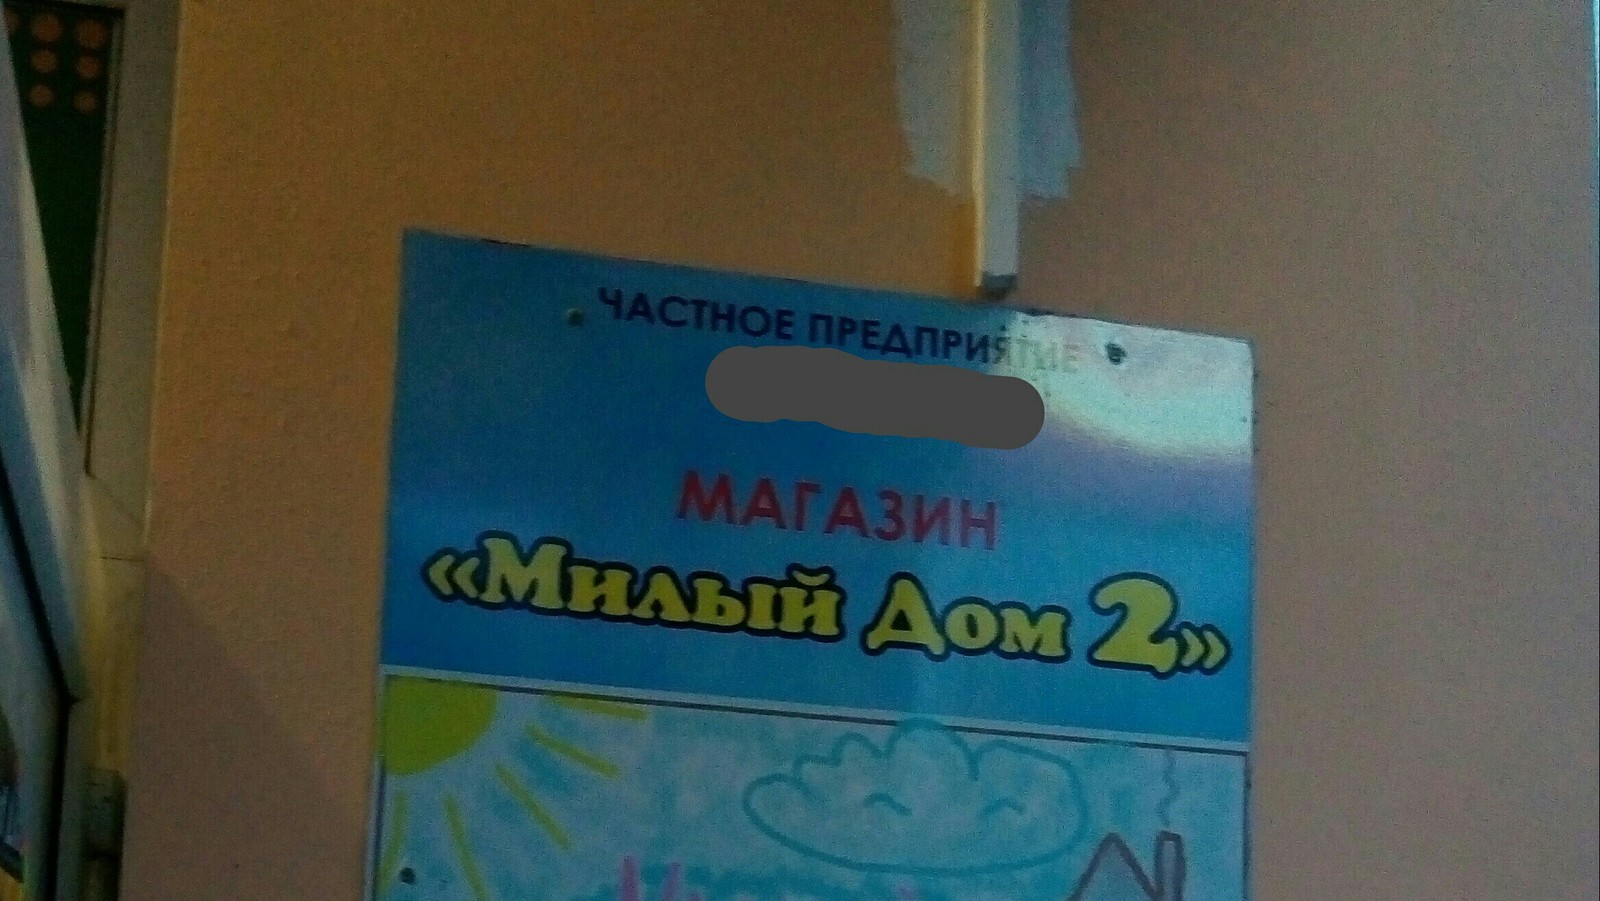 ЧАСТНОЕ ПРЕДПРИЯТИЕ
МАГАЗИН
«Милый Дом 2»